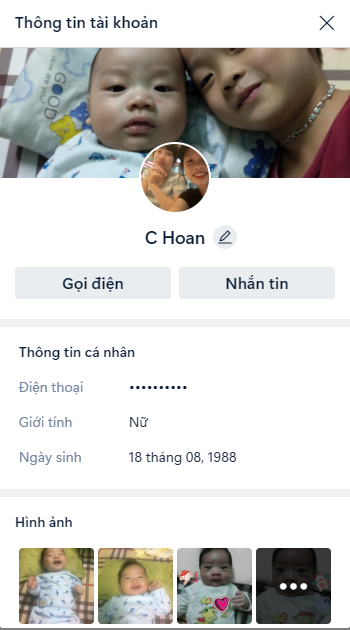 Thông tin tài khoản
GOOD
C Hoan
Gọi điện
Nhắn tin
Thông tin cá nhân
Điện thoại ••••••••••
Giới tính Nữ
Ngày sinh 18 tháng 08, 1988
Hình ảnh